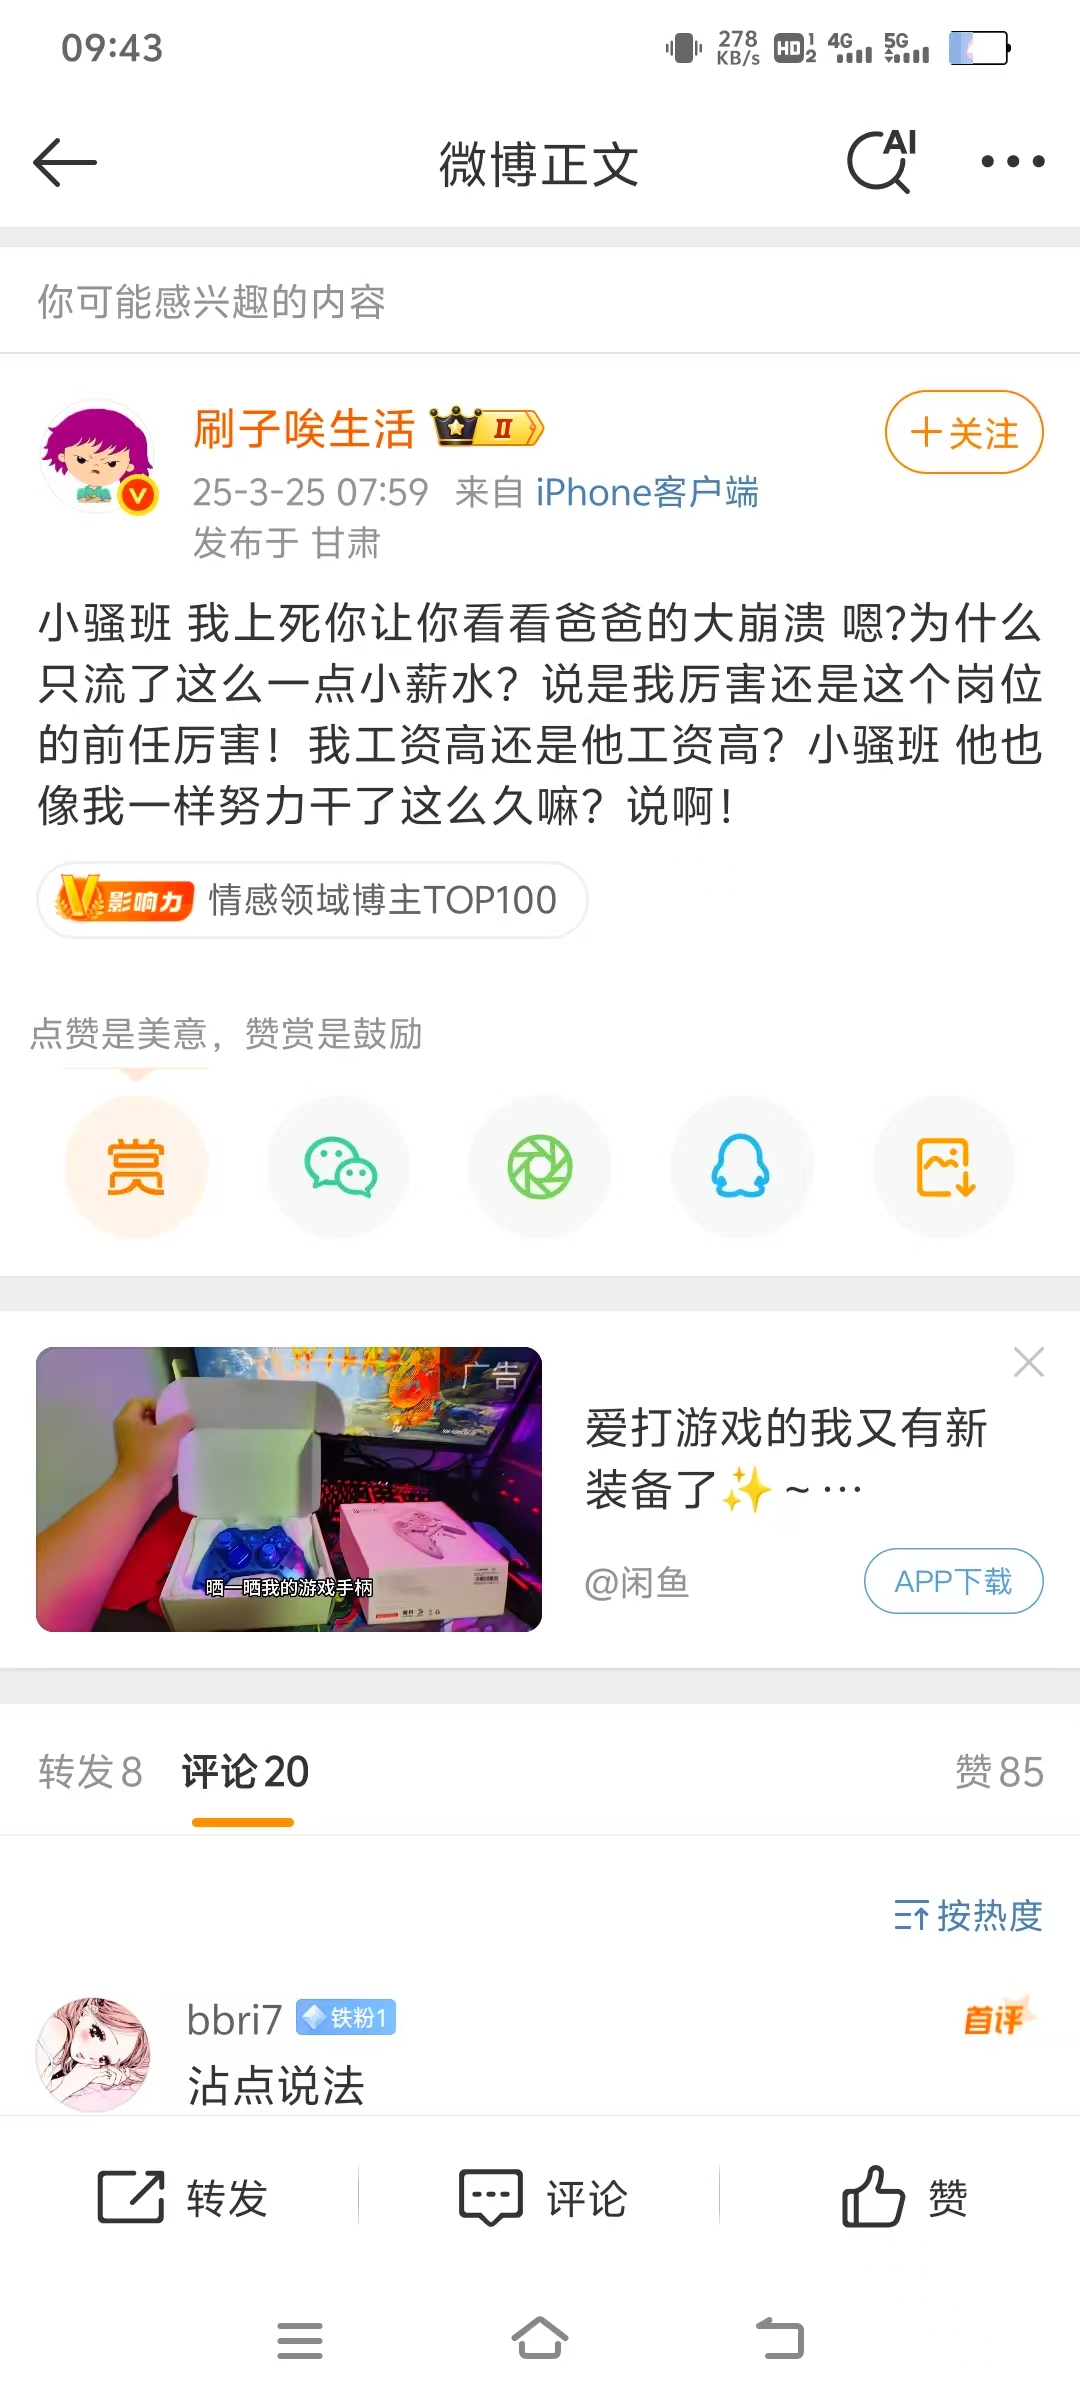 09:43
278 KB/s HD 1 2 4G 5G
微博正文
AI
你可能感兴趣的内容
刷子唉生活 II
+关注
25-3-25 07:59 来自 iPhone客户端
发布于 甘肃
小骚班 我上死你让你看看爸爸的大崩溃 嗯?为什么
只流了这么一点小薪水？说是我厉害还是这个岗位
的前任厉害！我工资高还是他工资高？小骚班 他也
像我一样努力干了这么久嘛？说啊！
V影响力 情感领域博主TOP100
点赞是美意，赞赏是鼓励
赏
广告
晒一晒我的游戏手柄
爱打游戏的我又有新
装备了✨~ ···
@闲鱼
APP下载
转发 8 评论 20 赞 85
按热度
bbri7 铁粉1
首评
沾点说法
转发 评论 赞